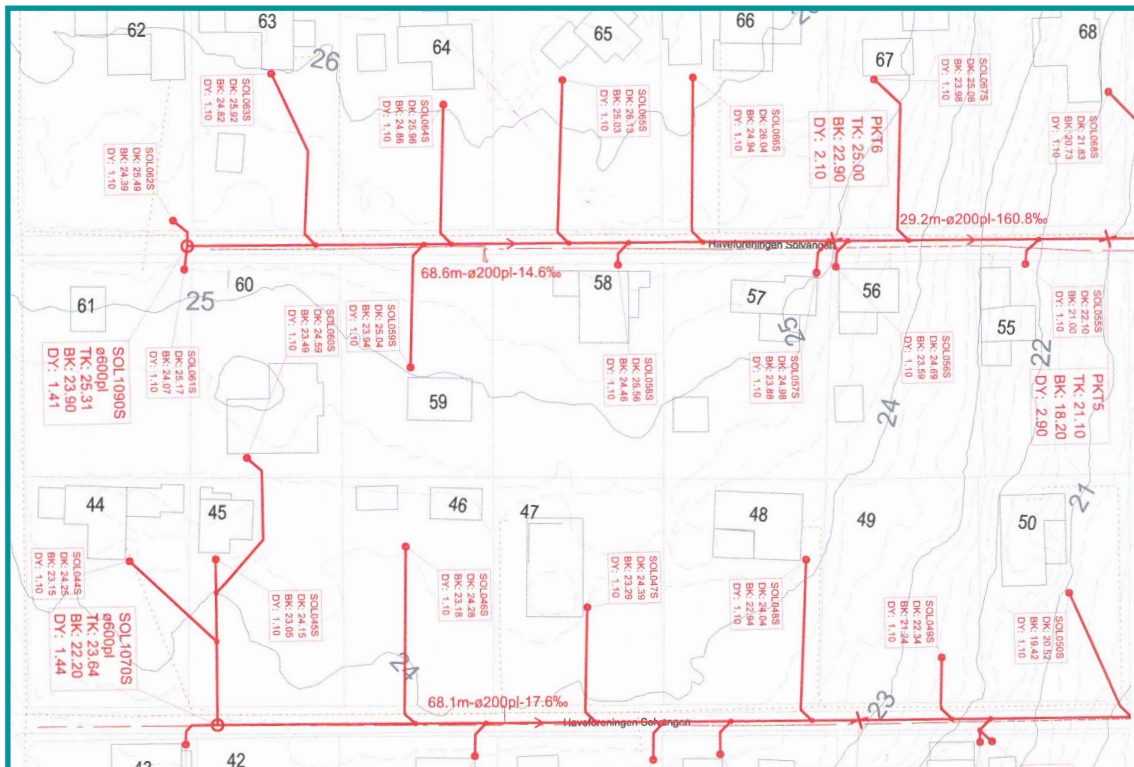 62
63
64
65
66
67
68
26
SOL063S
DK: 25.92
BK: 24.82
DY: 1.10
SOL064S
DK: 25.96
BK: 24.86
DY: 1.10
SOL065S
DK: 26.13
BK: 25.03
DY: 1.10
SOL066S
DK: 26.04
BK: 24.94
DY: 1.10
PKT6
TK: 25.00
BK: 22.90
DY: 2.10
SOL067S
DK: 25.08
BK: 23.98
DY: 1.10
SOL068S
DK: 21.83
BK: 20.73
DY: 1.10
SOL062S
DK: 25.49
BK: 24.39
DY: 1.10
29.2m-ø200pl-160.8‰
Haveforeningen Solvangen
68.6m-ø200pl-14.6‰
61
25
60
58
57
56
55
25
22
SOL1090S
ø600pl
TK: 25.31
BK: 23.90
DY: 1.41
SOL061S
DK: 25.17
BK: 24.07
DY: 1.10
SOL060S
DK: 24.59
BK: 23.49
DY: 1.10
SOL059S
DK: 25.04
BK: 23.94
DY: 1.10
SOL058S
DK: 25.56
BK: 24.46
DY: 1.10
SOL057S
DK: 24.98
BK: 23.88
DY: 1.10
SOL056S
DK: 24.69
BK: 23.59
DY: 1.10
SOL055S
DK: 22.10
BK: 21.00
DY: 1.10
PKT5
TK: 21.10
BK: 18.20
DY: 2.90
59
24
44
45
46
47
48
49
50
21
SOL044S
DK: 24.25
BK: 23.15
DY: 1.10
SOL1070S
ø600pl
TK: 23.64
BK: 22.20
DY: 1.44
SOL045S
DK: 24.15
BK: 23.05
DY: 1.10
SOL046S
DK: 24.28
BK: 23.18
DY: 1.10
SOL047S
DK: 24.39
BK: 23.29
DY: 1.10
SOL048S
DK: 24.04
BK: 22.94
DY: 1.10
SOL049S
DK: 22.34
BK: 21.24
DY: 1.10
SOL050S
DK: 20.52
BK: 19.42
DY: 1.10
24
23
68.1m-ø200pl-17.6‰
Haveforeningen Solvangen
43
42